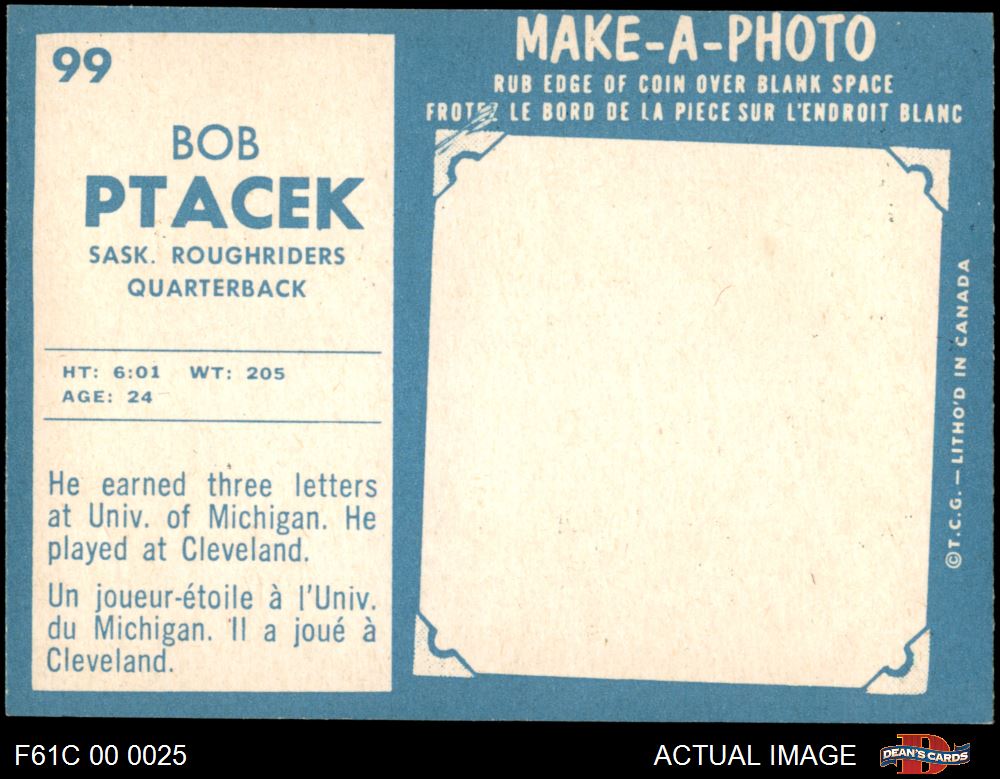 99
BOB
PTACEK
SASK. ROUGHRIDERS
QUARTERBACK
HT: 6:01 WT: 205
AGE: 24
He earned three letters
at Univ. of Michigan. He
played at Cleveland.
Un joueur-étoile à l'Univ.
du Michigan. Il a joué à
Cleveland.
MAKE-A-PHOTO
RUB EDGE OF COIN OVER BLANK SPACE
FROTEZ LE BORD DE LA PIECE SUR L'ENDROIT BLANC
©T.C.G. — LITHO'D IN CANADA
F61C 00 0025
ACTUAL IMAGE
D
DEAN'S CARDS